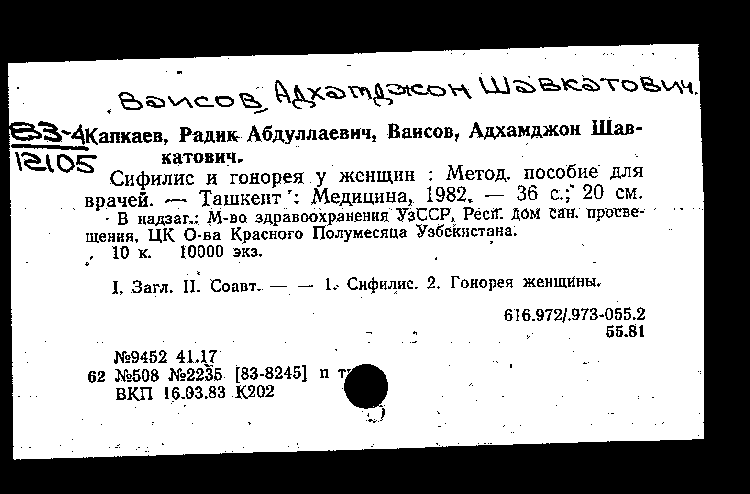 Ваисов Адхамджон Шавкатович.
83-4
12105
Капкаев, Радик Абдуллаевич, Ваисов, Адхамджон Шав-
катович.
Сифилис и гонорея у женщин : Метод. пособие для
врачей. — Ташкент : Медицина, 1982. — 36 с.; 20 см.
В надзаг.: М-во здравоохранения УзССР, Респ. дом сан. просве-
щения, ЦК О-ва Красного Полумесяца Узбекистана.
10 к. 10000 экз.
I. Загл. II. Соавт. — — 1. Сифилис. 2. Гонорея женщины.
616.972/.973-055.2
55.81
№9452 41.17
62 №508 №2235 [83-8245] п
ВКП 16.03.83 К202